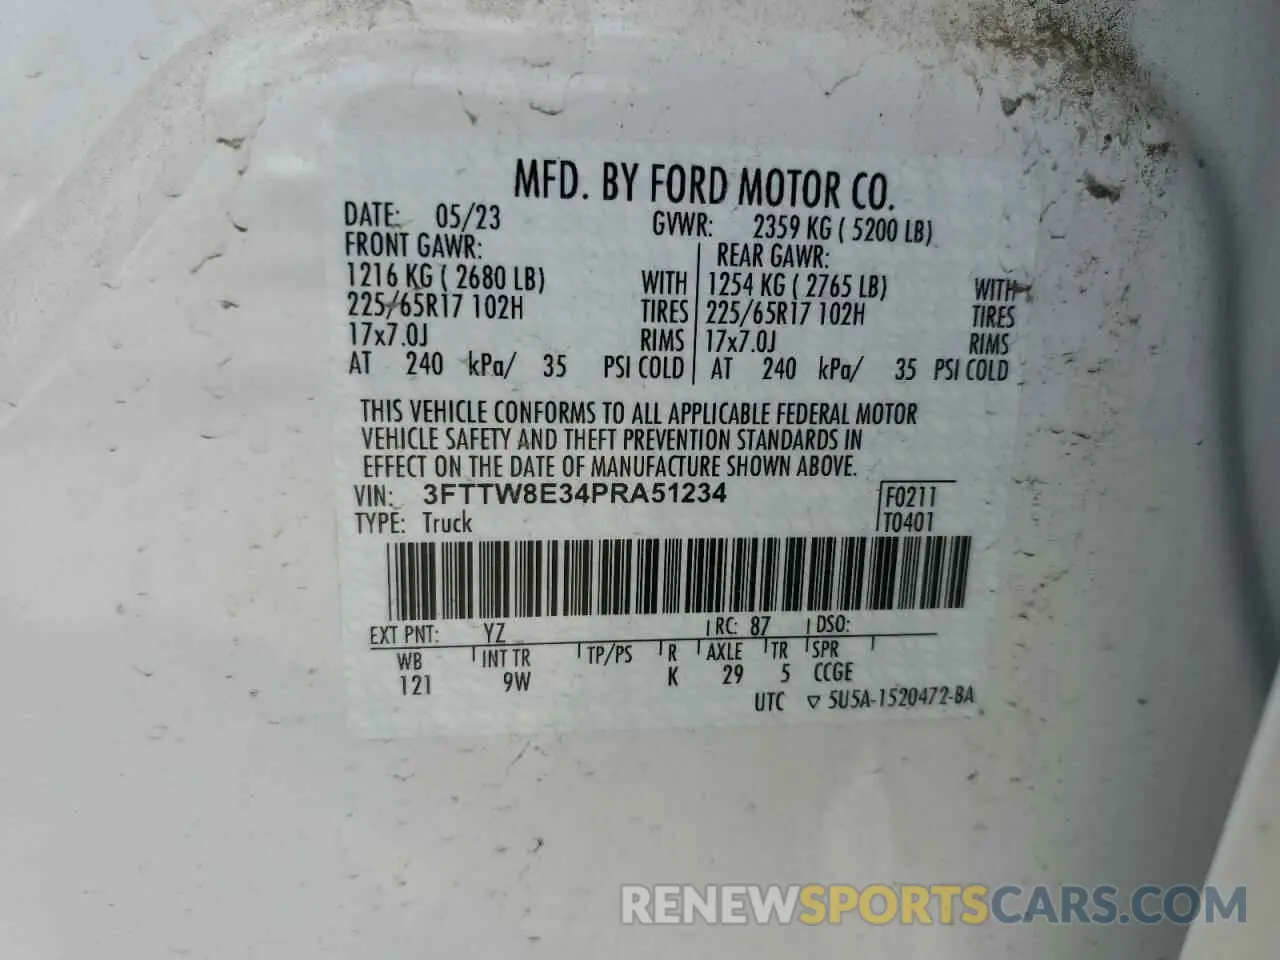 MFD. BY FORD MOTOR CO.
DATE: 05/23 GVWR: 2359 KG ( 5200 LB)
FRONT GAWR: REAR GAWR:
1216 KG ( 2680 LB) WITH 1254 KG ( 2765 LB) WITH
225/65R17 102H TIRES 225/65R17 102H TIRES
17x7.0J RIMS 17x7.0J RIMS
AT 240 kPa/ 35 PSI COLD AT 240 kPa/ 35 PSI COLD
THIS VEHICLE CONFORMS TO ALL APPLICABLE FEDERAL MOTOR
VEHICLE SAFETY AND THEFT PREVENTION STANDARDS IN
EFFECT ON THE DATE OF MANUFACTURE SHOWN ABOVE.
VIN: 3FTTW8E34PRA51234 F0211
TYPE: Truck T0401
EXT PNT: YZ RC: 87 DSO:
WB INT TR TP/PS R AXLE TR SPR
121 9W K 29 5 CCGE
UTC ▽ 5U5A-1520472-BA
RENEWSPORTSCARS.COM